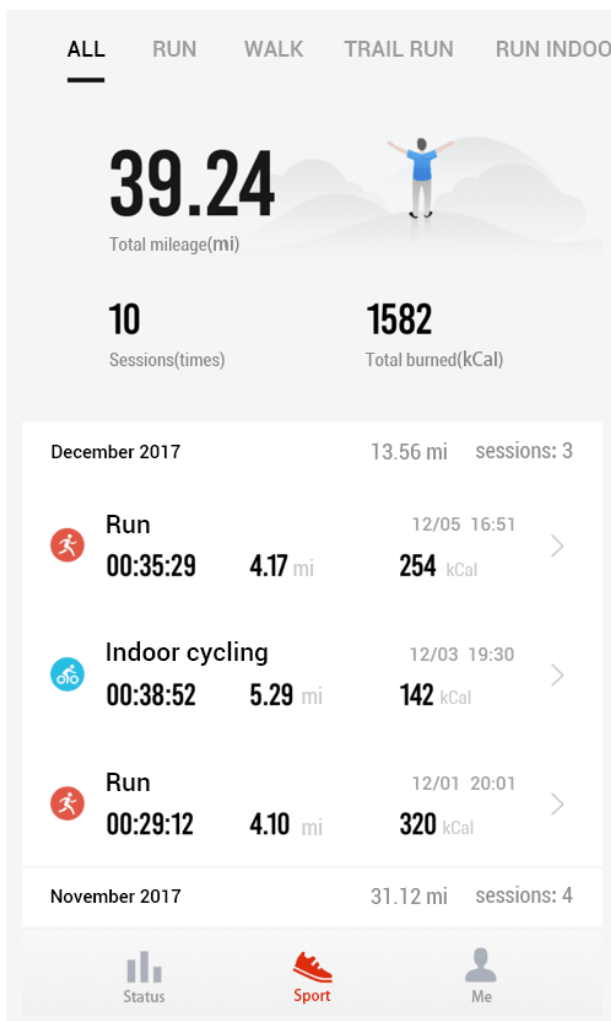 ALL RUN WALK TRAIL RUN RUN INDOO
39.24
Total mileage(mi)
10 1582
Sessions(times) Total burned(kCal)
December 2017 13.56 mi sessions: 3
Run 12/05 16:51
00:35:29 4.17 mi 254 kCal
Indoor cycling 12/03 19:30
00:38:52 5.29 mi 142 kCal
Run 12/01 20:01
00:29:12 4.10 mi 320 kCal
November 2017 31.12 mi sessions: 4
Status Sport Me